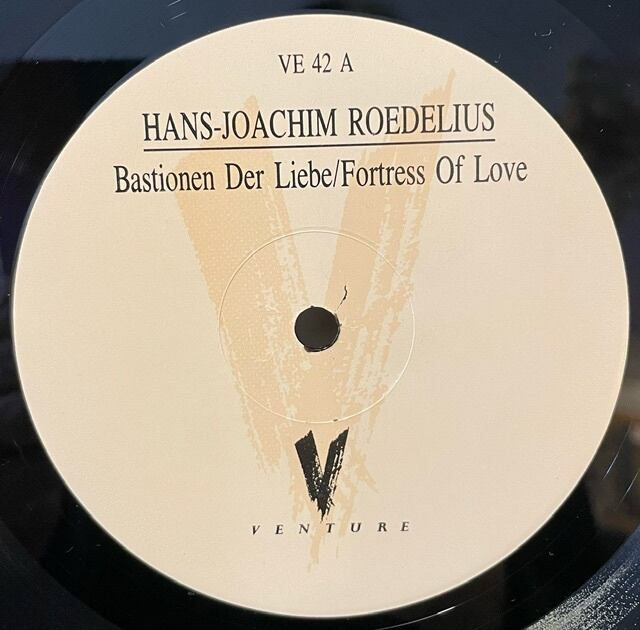 VE 42 A
HANS-JOACHIM ROEDELIUS
Bastionen Der Liebe/Fortress Of Love
V
VENTURE